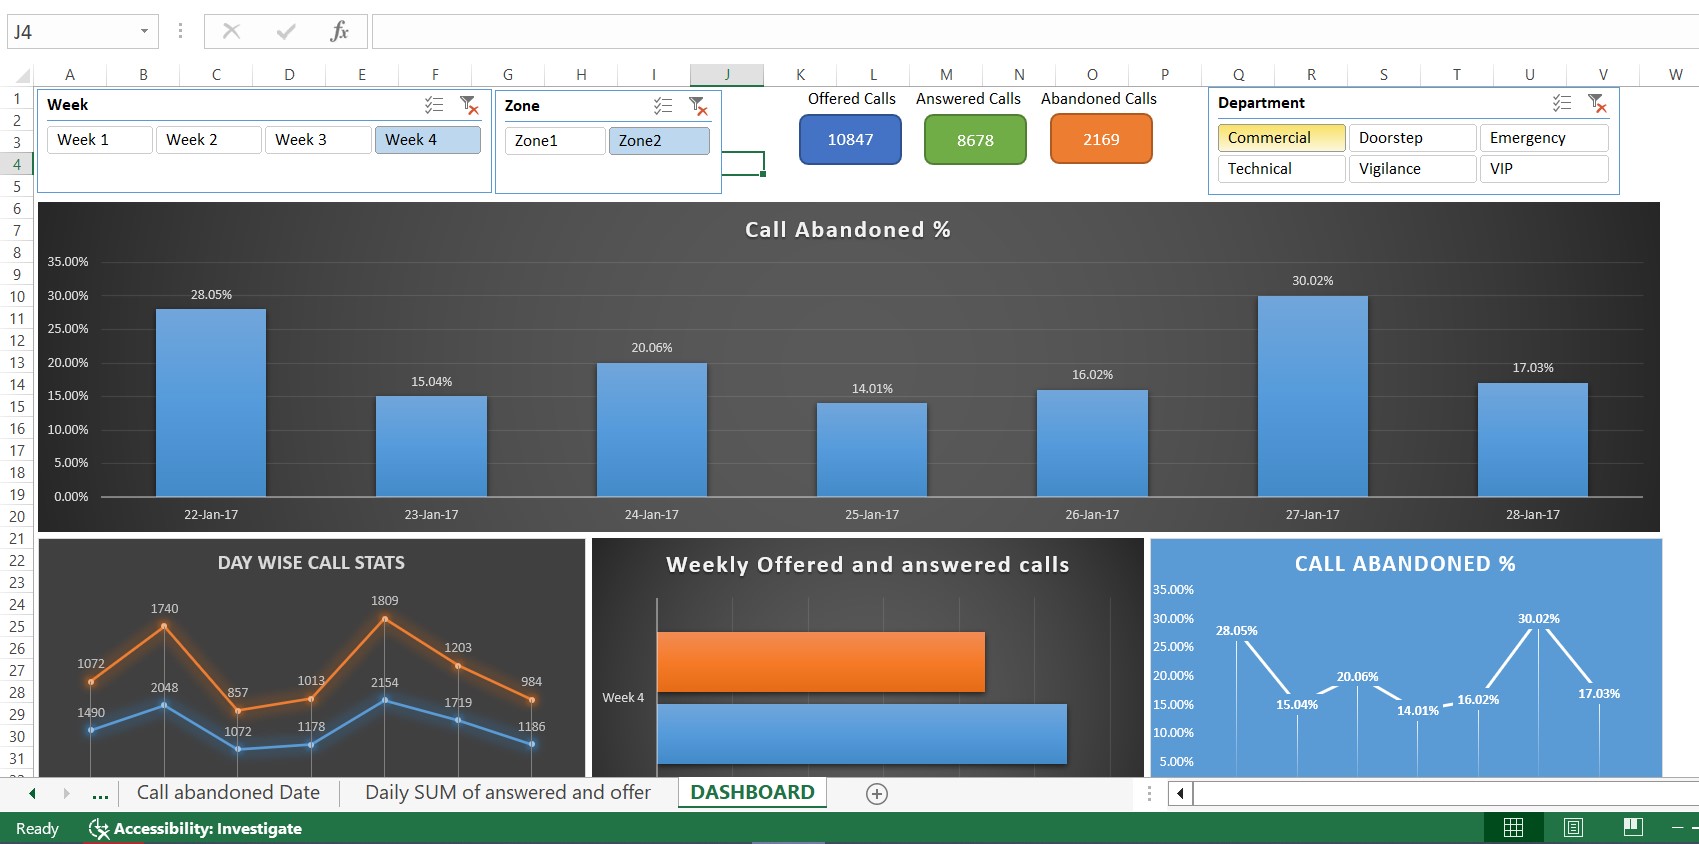 J4
fx
A B C D E F G H I J K L M N O P Q R S T U V W
1
2
3
4
5
6
7
8
9
10
11
12
13
14
15
16
17
18
19
20
21
22
23
24
25
26
27
28
29
30
31
Week
Week 1 Week 2 Week 3 Week 4
Zone
Zone1 Zone2
Offered Calls Answered Calls Abandoned Calls
10847 8678 2169
Department
Commercial Doorstep Emergency
Technical Vigilance VIP
Call Abandoned %
35.00%
30.00%
25.00%
20.00%
15.00%
10.00%
5.00%
0.00%
28.05% 15.04% 20.06% 14.01% 16.02% 30.02% 17.03%
22-Jan-17 23-Jan-17 24-Jan-17 25-Jan-17 26-Jan-17 27-Jan-17 28-Jan-17
DAY WISE CALL STATS
1072 1740 857 1013 1809 1203 984
1490 2048 1072 1178 2154 1719 1186
Weekly Offered and answered calls
Week 4
CALL ABANDONED %
35.00%
30.00%
25.00%
20.00%
15.00%
10.00%
5.00%
28.05% 15.04% 20.06% 14.01% 16.02% 30.02% 17.03%
... Call abandoned Date Daily SUM of answered and offer DASHBOARD
Ready Accessibility: Investigate